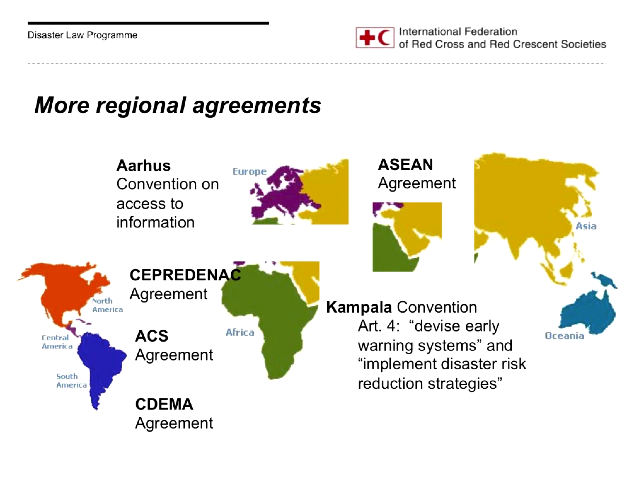 Disaster Law Programme
International Federation
of Red Cross and Red Crescent Societies
More regional agreements
Aarhus
Convention on
access to
information
Europe
ASEAN
Agreement
Asia
CEPREDENAC
Agreement
North
America
Kampala Convention
Art. 4: “devise early
warning systems” and
“implement disaster risk
reduction strategies”
Africa
Oceania
ACS
Agreement
Central
America
South
America
CDEMA
Agreement